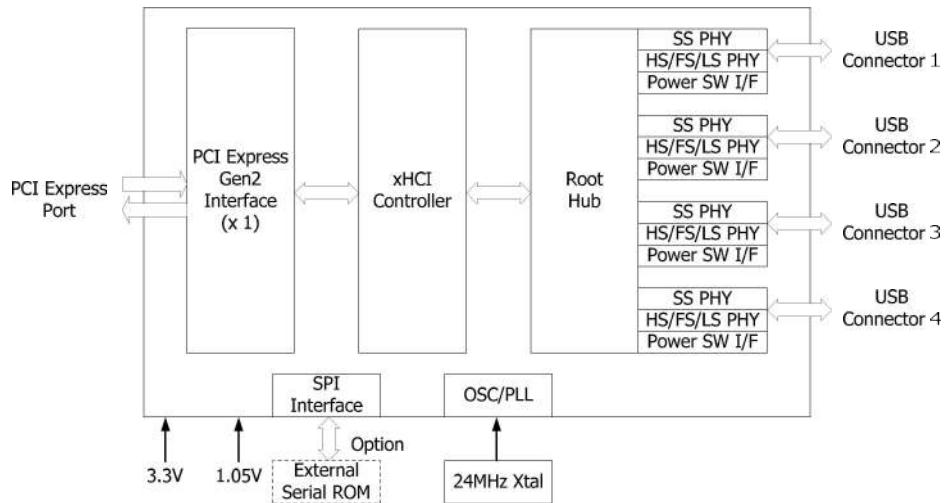 SS PHY
HS/FS/LS PHY
Power SW I/F
USB
Connector 1
SS PHY
HS/FS/LS PHY
Power SW I/F
USB
Connector 2
PCI Express
Port
PCI Express
Gen2
Interface
(x 1)
xHCI
Controller
Root
Hub
SS PHY
HS/FS/LS PHY
Power SW I/F
USB
Connector 3
SS PHY
HS/FS/LS PHY
Power SW I/F
USB
Connector 4
SPI
Interface
OSC/PLL
Option
3.3V
1.05V
External
Serial ROM
24MHz Xtal